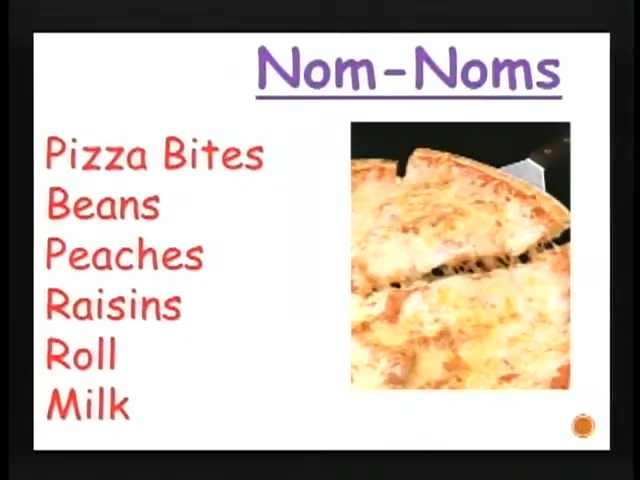 Nom-Noms
Pizza Bites
Beans
Peaches
Raisins
Roll
Milk